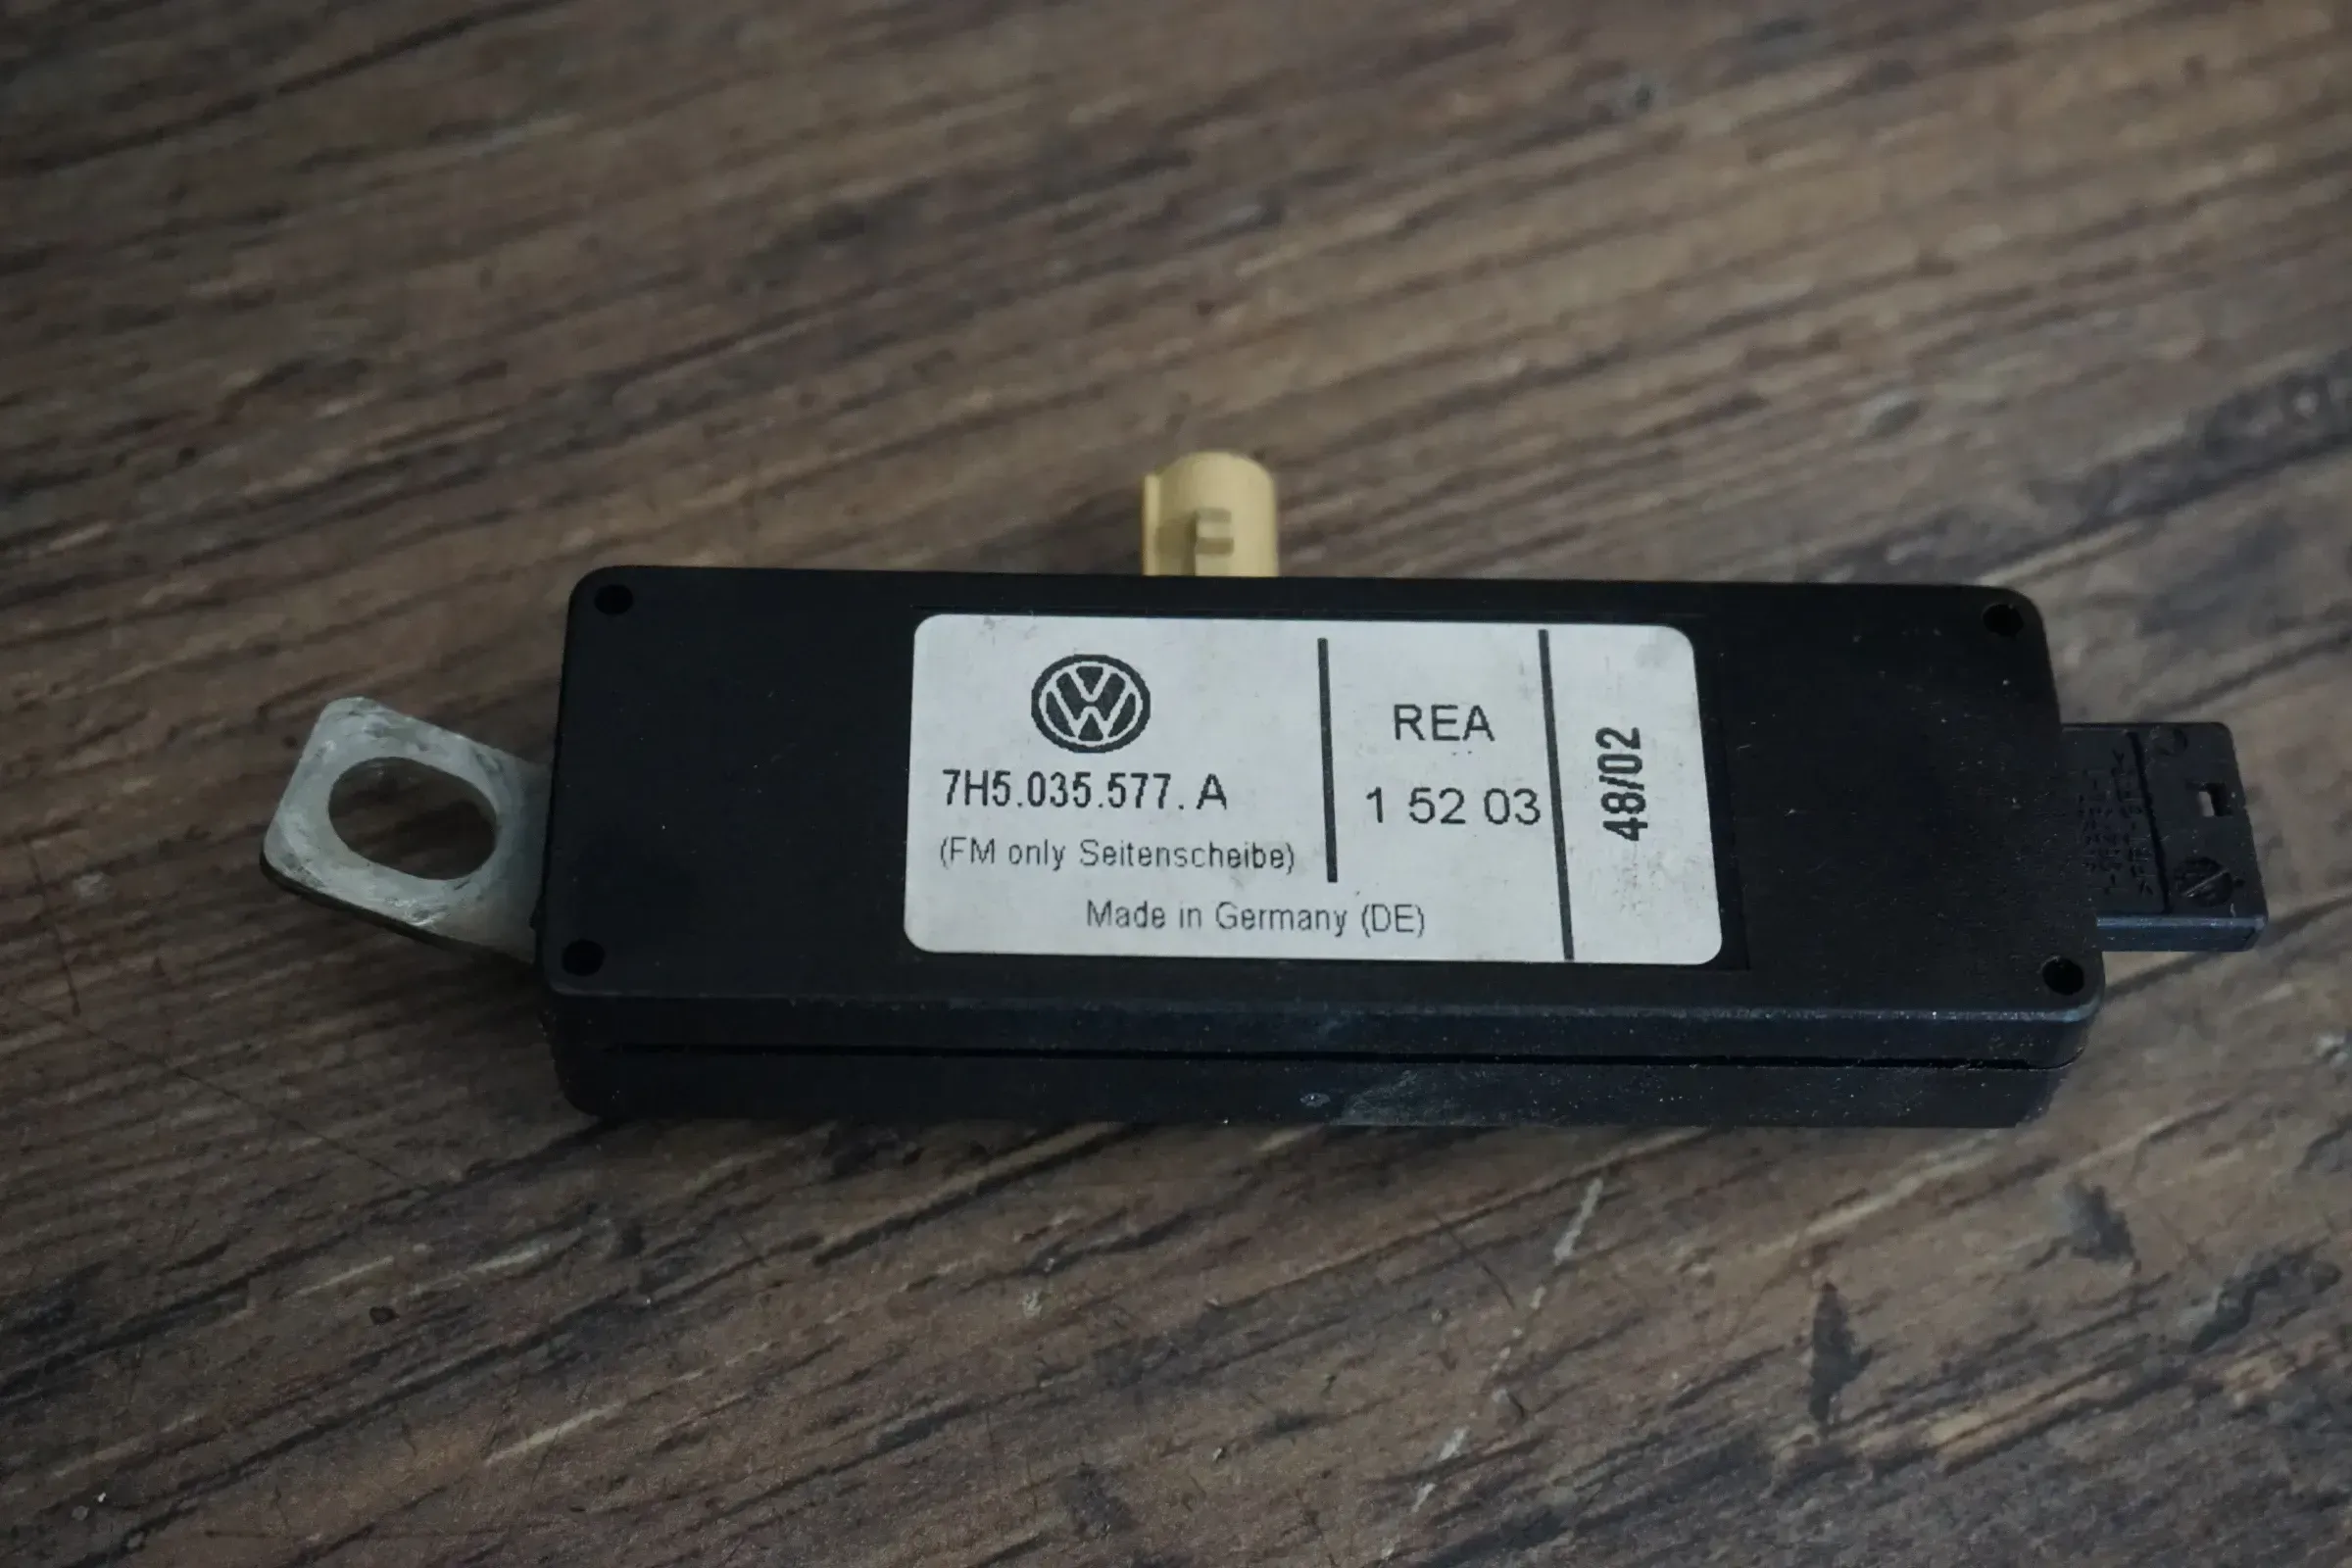 7H5.035.577.A
(FM only Seitenscheibe)
Made in Germany (DE)
REA
1 52 03
48/02